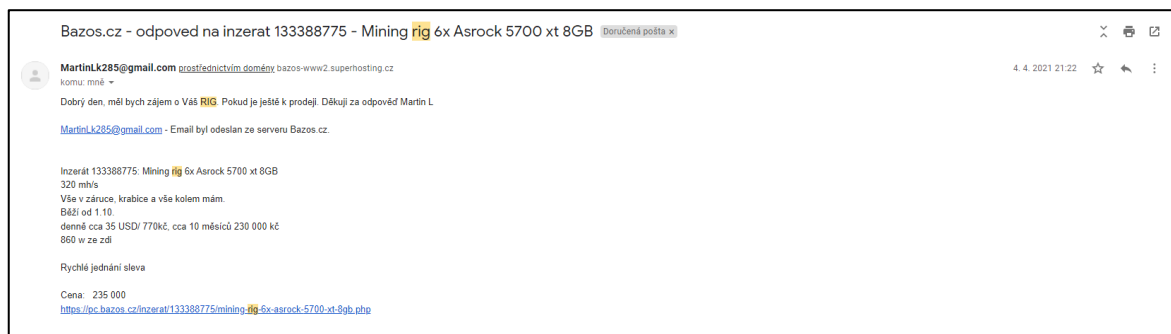 Bazos.cz - odpoved na inzerat 133388775 - Mining rig 6x Asrock 5700 xt 8GB Doručená pošta x
MartinLk285@gmail.com prostřednictvím domény bazos-www2.superhosting.cz 4. 4. 2021 21:22
komu: mně
Dobrý den, měl bych zájem o Váš RIG. Pokud je ještě k prodeji. Děkuji za odpověď Martin L
MartinLk285@gmail.com - Email byl odeslan ze serveru Bazos.cz.
Inzerát 133388775: Mining rig 6x Asrock 5700 xt 8GB
320 mh/s
Vše v záruce, krabice a vše kolem mám.
Běží od 1.10.
denně cca 35 USD/ 770kč, cca 10 měsíců 230 000 kč
860 w ze zdi
Rychlé jednání sleva
Cena: 235 000
https://pc.bazos.cz/inzerat/133388775/mining-rig-6x-asrock-5700-xt-8gb.php